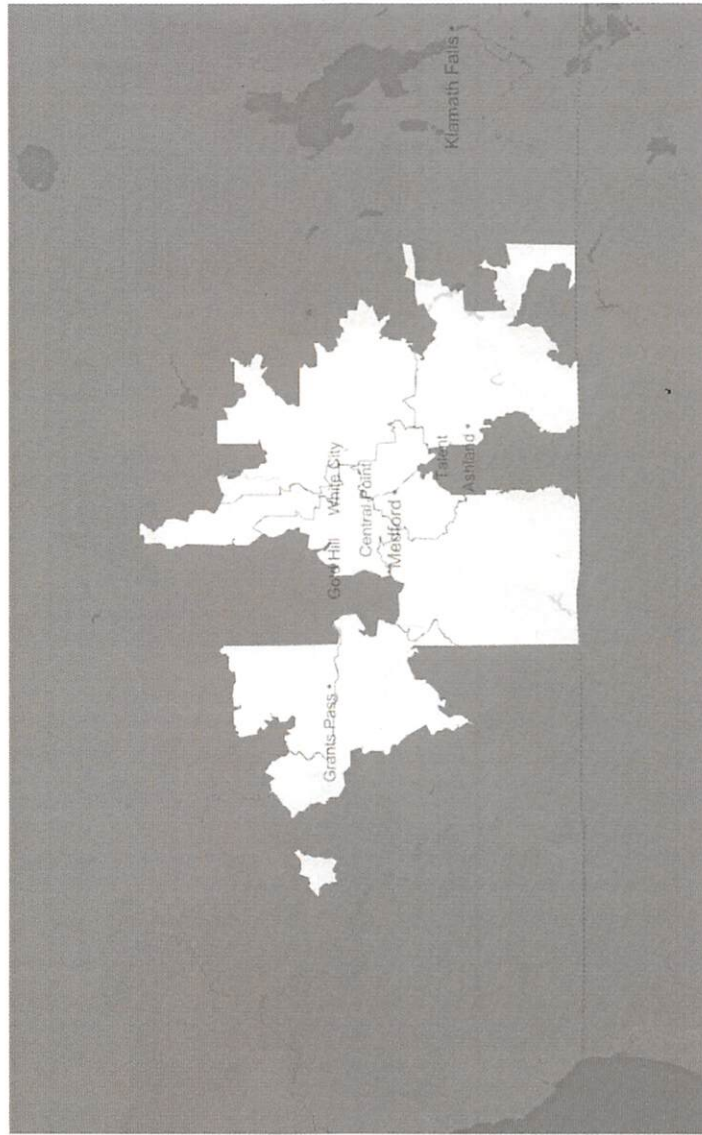 Klamath Falls
White City
Gold Hill
Central Point
Medford
Talent
Ashland
Grants Pass